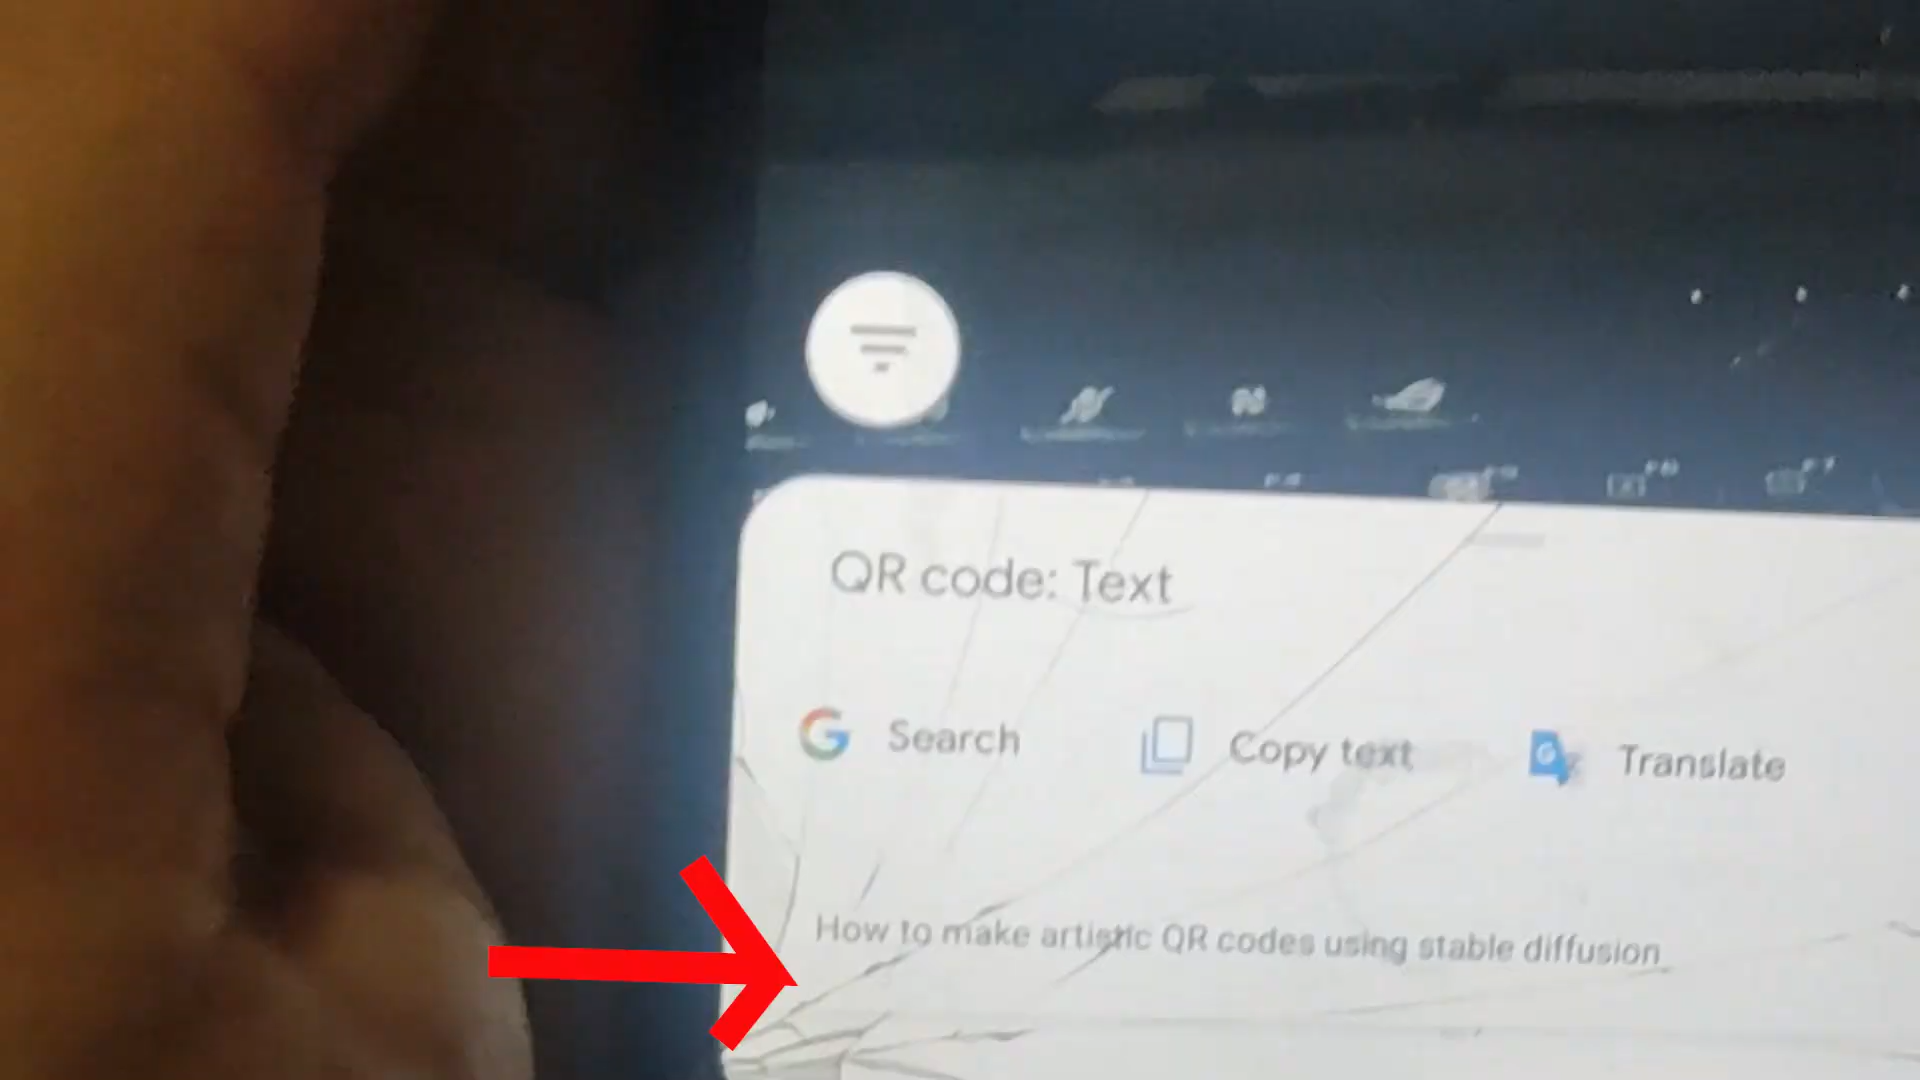 QR code: Text
Search
Copy text
Translate
How to make artistic QR codes using stable diffusion